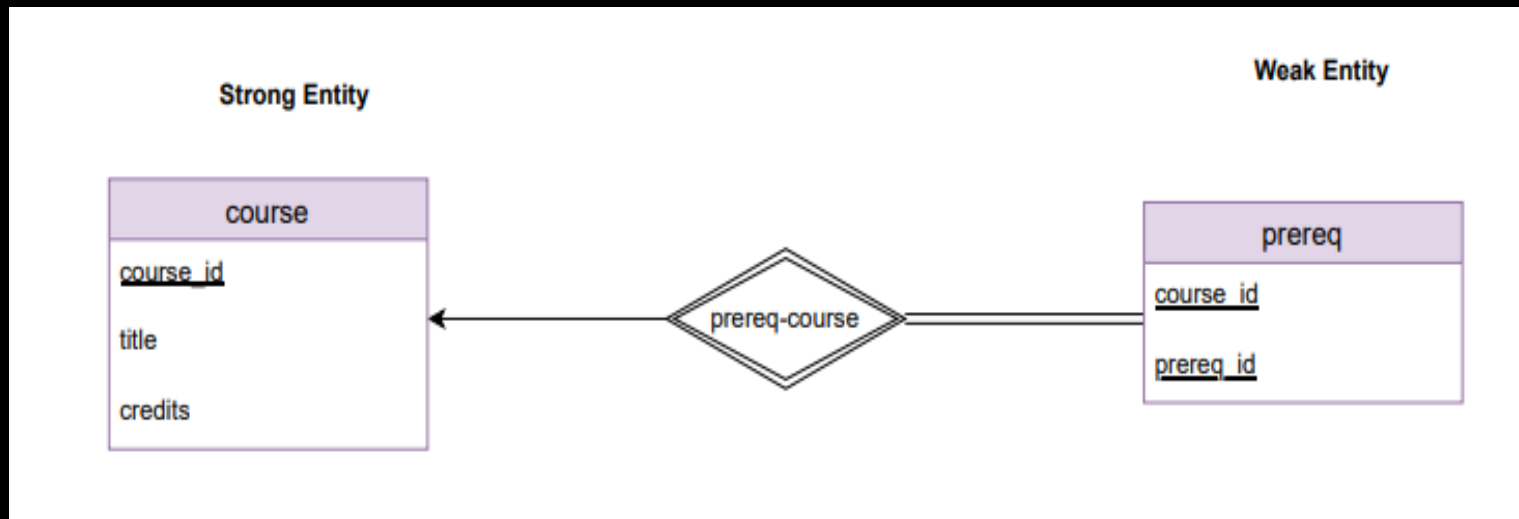 Strong Entity
Weak Entity
course
course_id
title
credits
prereq-course
prereq
course_id
prereq_id